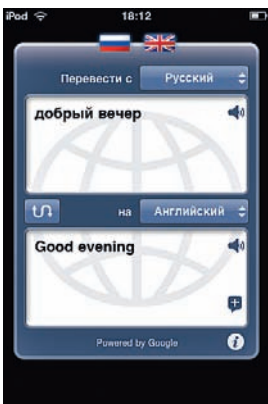 iPod 18:12
Перевести с Русский
добрый вечер
на Английский
Good evening
Powered by Google